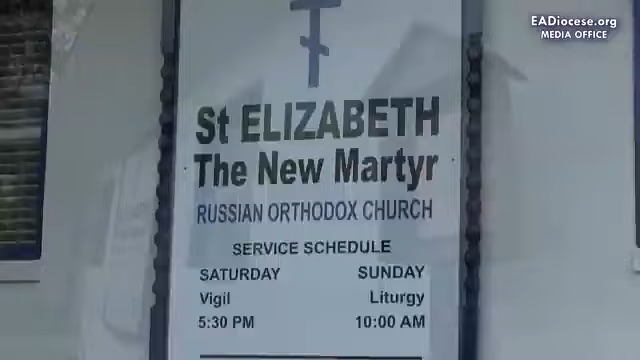 EADiocese.org
MEDIA OFFICE
St ELIZABETH
The New Martyr
RUSSIAN ORTHODOX CHURCH
SERVICE SCHEDULE
SATURDAY SUNDAY
Vigil Liturgy
5:30 PM 10:00 AM